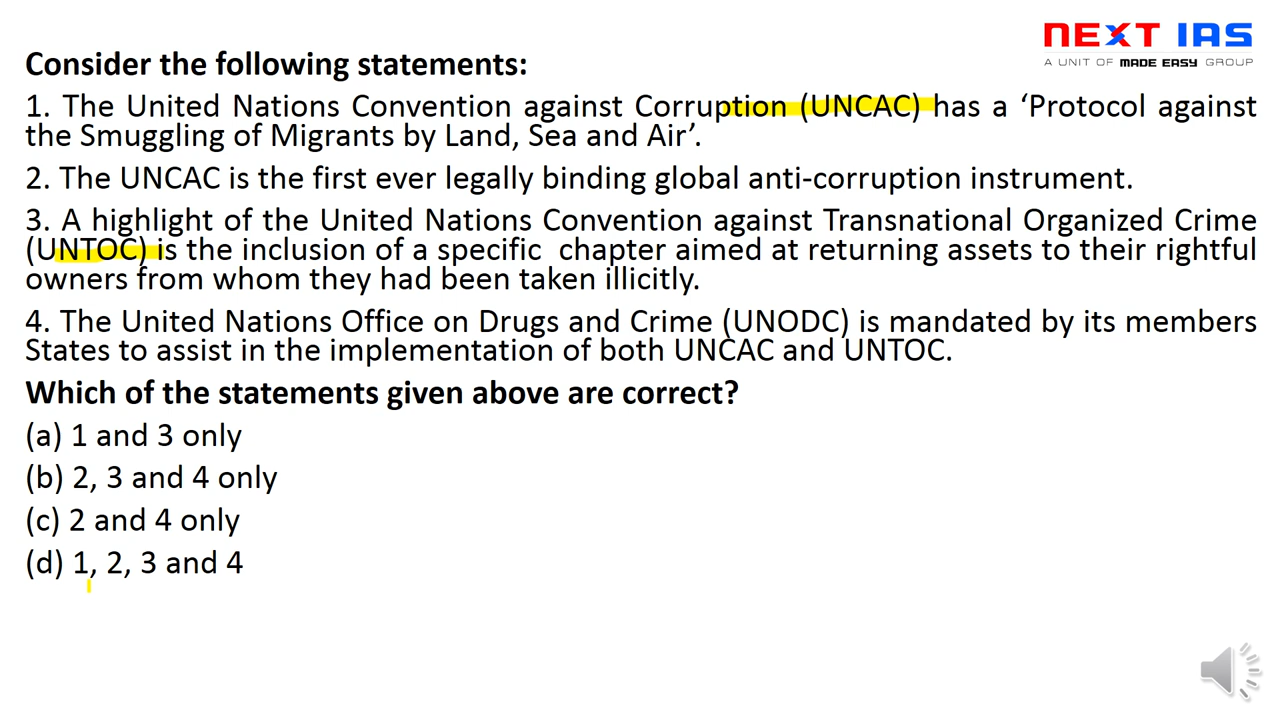 NEXT IAS
A UNIT OF MADE EASY GROUP
Consider the following statements:
1. The United Nations Convention against Corruption (UNCAC) has a ‘Protocol against
the Smuggling of Migrants by Land, Sea and Air’.
2. The UNCAC is the first ever legally binding global anti-corruption instrument.
3. A highlight of the United Nations Convention against Transnational Organized Crime
(UNTOC) is the inclusion of a specific chapter aimed at returning assets to their rightful
owners from whom they had been taken illicitly.
4. The United Nations Office on Drugs and Crime (UNODC) is mandated by its members
States to assist in the implementation of both UNCAC and UNTOC.
Which of the statements given above are correct?
(a) 1 and 3 only
(b) 2, 3 and 4 only
(c) 2 and 4 only
(d) 1, 2, 3 and 4